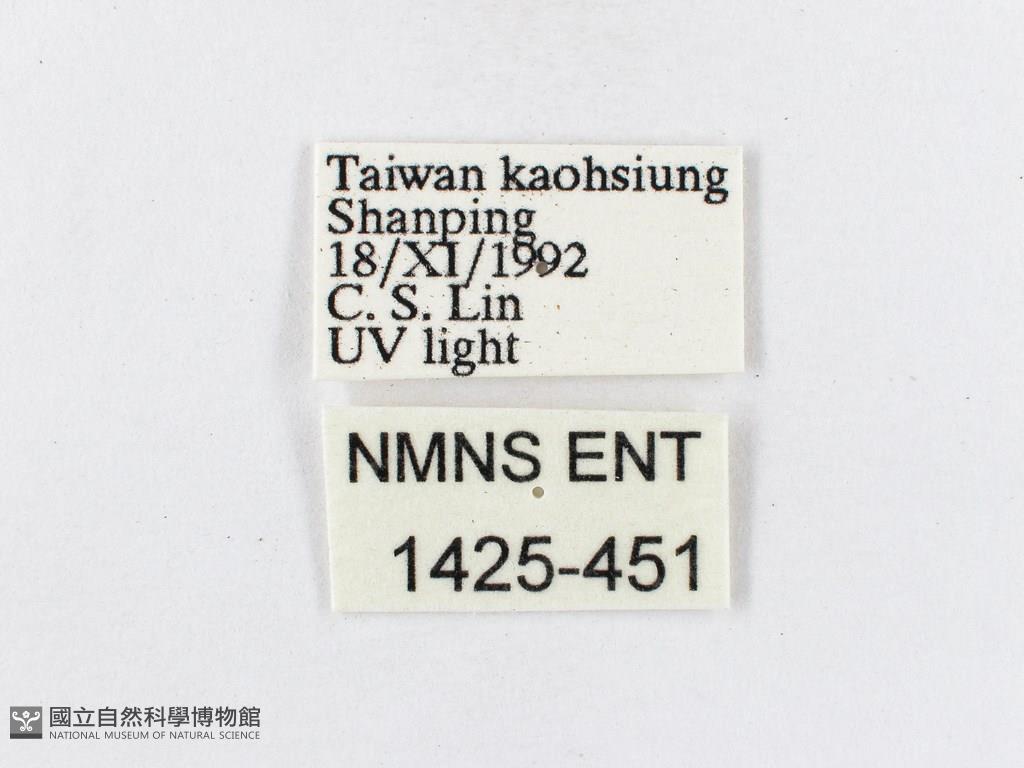 Taiwan kaohsiung
Shanping
18/XI/1992
C. S. Lin
UV light
NMNS ENT
1425-451
國立自然科學博物館
NATIONAL MUSEUM OF NATURAL SCIENCE